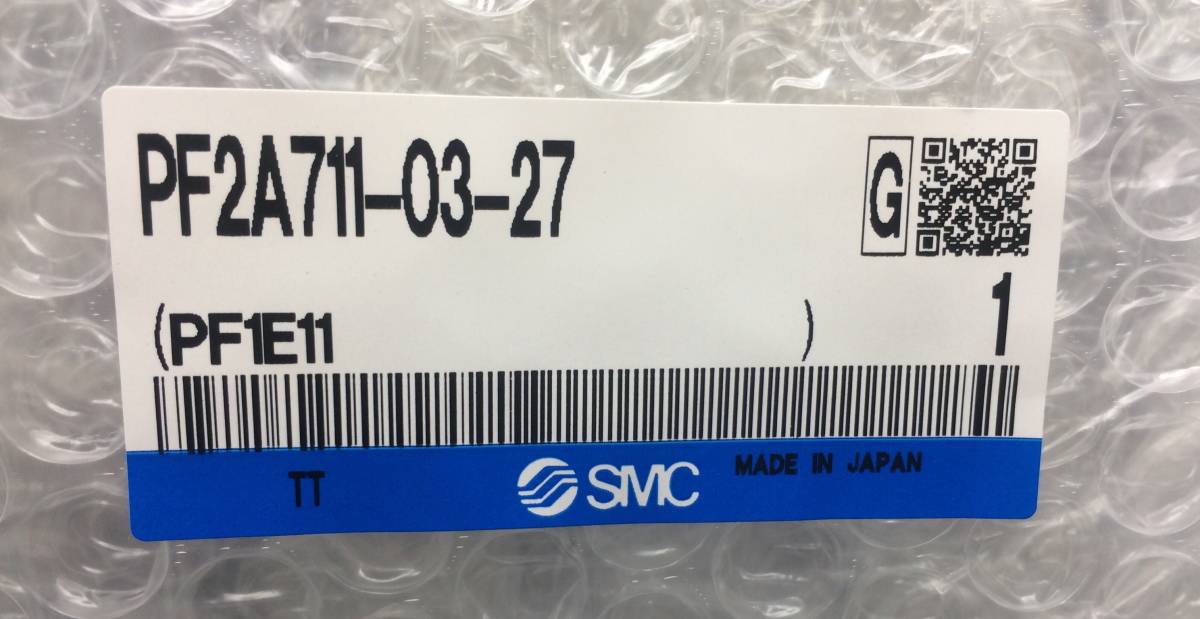 PF2A711-03-27
G
(PF1E11 )
1
TT
SMC
MADE IN JAPAN